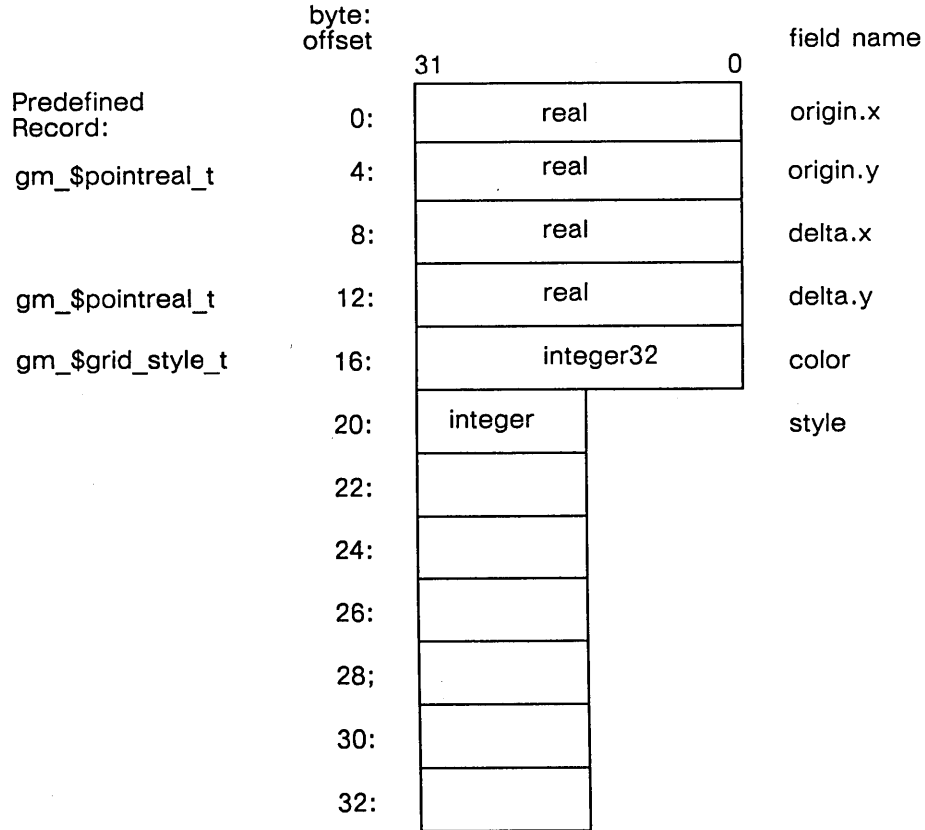 byte:
offset
field name
31 0
Predefined
Record:
0: real origin.x
gm_$pointreal_t 4: real origin.y
8: real delta.x
gm_$pointreal_t 12: real delta.y
gm_$grid_style_t 16: integer32 color
20: integer style
22:
24:
26:
28;
30:
32: